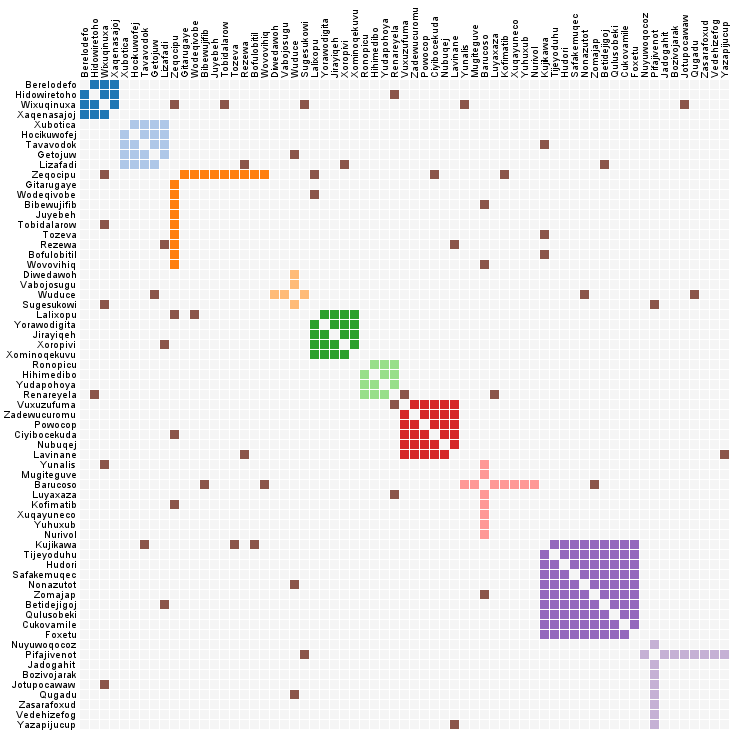 Berelodefo
Hidowiretoho
Wixuqinuxa
Xaqenasajoj
Xubotica
Hocikuwofej
Tavavodok
Getojuw
Lizafadi
Zeqocipu
Gitarugaye
Wodeqivobe
Bibewujifib
Juyebeh
Tobidalarow
Tozeva
Rezewa
Bofulobitil
Wovovihiq
Diwedawoh
Vabojosugu
Wuduce
Sugesukowi
Lalixopu
Yorawodigita
Jirayiqeh
Xoropivi
Xominoqekuvu
Ronopicu
Hihimedibo
Yudapohoya
Renareyela
Vuxuzufuma
Zadewucuromu
Powocop
Ciyibocekuda
Nubuqej
Lavinane
Yunalis
Mugiteguve
Barucoso
Luyaxaza
Kofimatib
Xuqayuneco
Yuhuxub
Nurivol
Kujikawa
Tijeyoduhu
Hudori
Safakemuqec
Nonazutot
Zomajap
Betidejigoj
Qulusobeki
Cukovamile
Foxetu
Nuyuwoqocoz
Pifajivenot
Jadogahit
Bozivojarak
Jotupocawaw
Qugadu
Zasarafoxud
Vedehizefog
Yazapijucup
Berelodefo
Hidowiretoho
Wixuqinuxa
Xaqenasajoj
Xubotica
Hocikuwofej
Tavavodok
Getojuw
Lizafadi
Zeqocipu
Gitarugaye
Wodeqivobe
Bibewujifib
Juyebeh
Tobidalarow
Tozeva
Rezewa
Bofulobitil
Wovovihiq
Diwedawoh
Vabojosugu
Wuduce
Sugesukowi
Lalixopu
Yorawodigita
Jirayiqeh
Xoropivi
Xominoqekuvu
Ronopicu
Hihimedibo
Yudapohoya
Renareyela
Vuxuzufuma
Zadewucuromu
Powocop
Ciyibocekuda
Nubuqej
Lavinane
Yunalis
Mugiteguve
Barucoso
Luyaxaza
Kofimatib
Xuqayuneco
Yuhuxub
Nurivol
Kujikawa
Tijeyoduhu
Hudori
Safakemuqec
Nonazutot
Zomajap
Betidejigoj
Qulusobeki
Cukovamile
Foxetu
Nuyuwoqocoz
Pifajivenot
Jadogahit
Bozivojarak
Jotupocawaw
Qugadu
Zasarafoxud
Vedehizefog
Yazapijucup